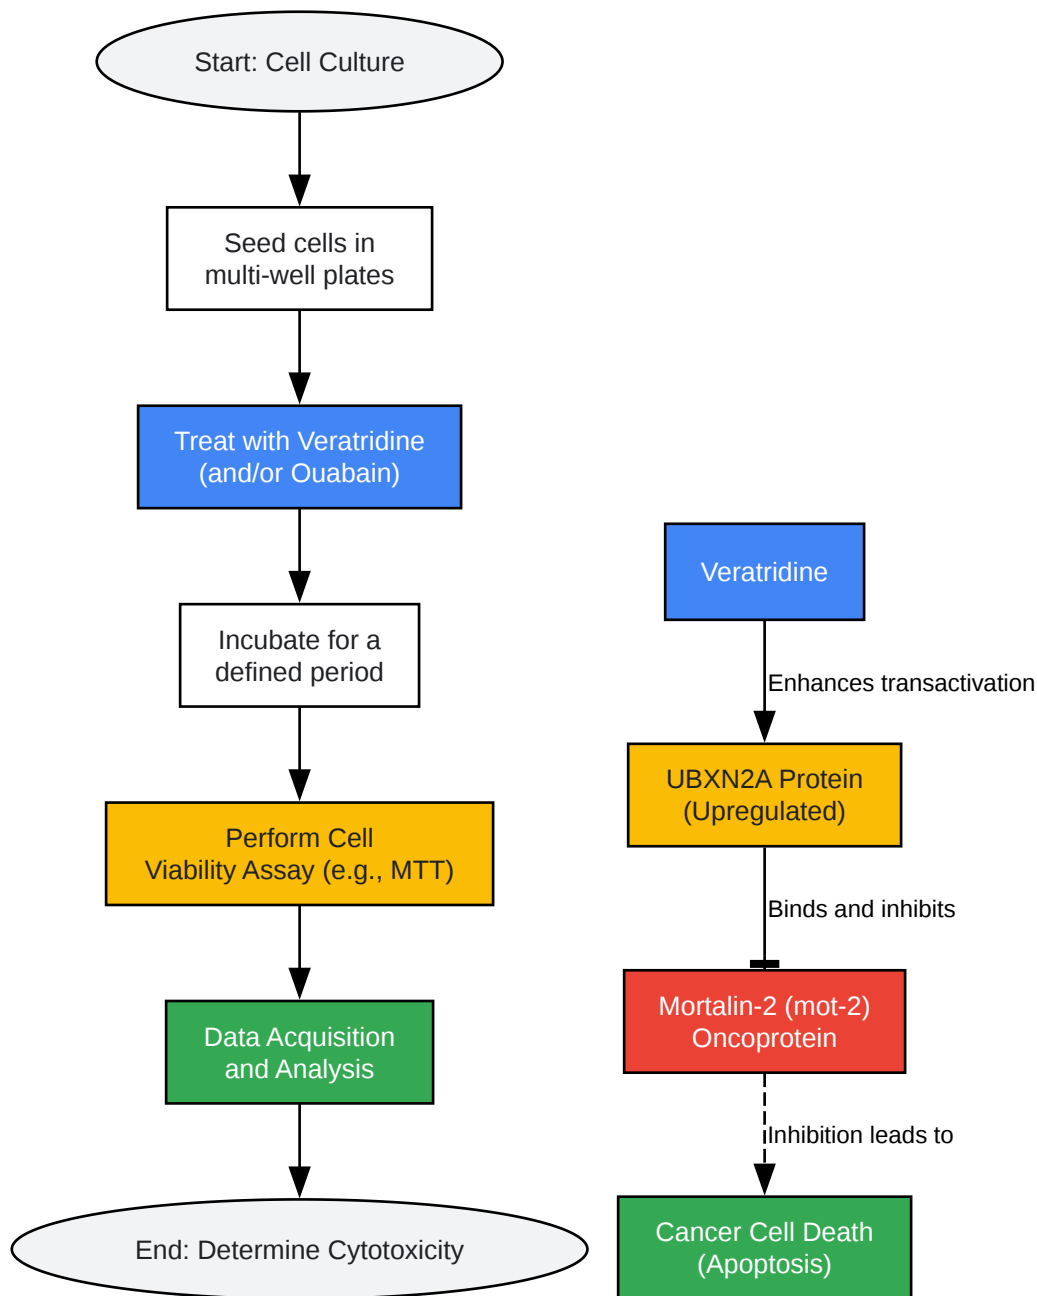 Start: Cell Culture
Seed cells in
multi-well plates
Treat with Veratridine
(and/or Ouabain)
Incubate for a
defined period
Perform Cell
Viability Assay (e.g., MTT)
Data Acquisition
and Analysis
End: Determine Cytotoxicity
Veratridine
Enhances transactivation
UBXN2A Protein
(Upregulated)
Binds and inhibits
Mortalin-2 (mot-2)
Oncoprotein
Inhibition leads to
Cancer Cell Death
(Apoptosis)